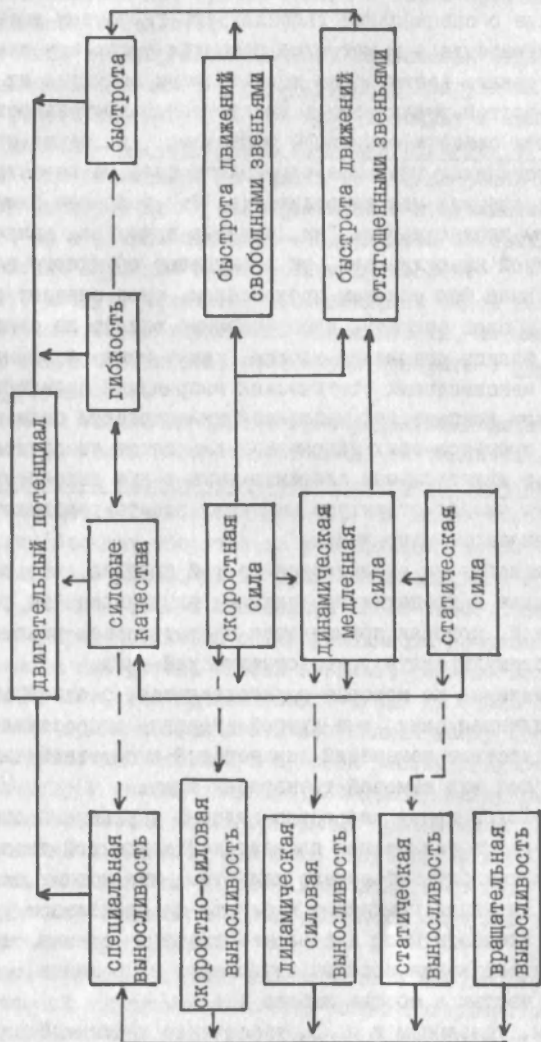 двигательный потенциал
специальная
выносливость
силовые
качества
гибкость
быстрота
скоростно-силовая
выносливость
скоростная
сила
быстрота движений
свободными звеньями
динамическая
силовая
выносливость
динамическая
медленная
сила
быстрота движений
отягощенными звеньями
статическая
выносливость
статическая
сила
вращательная
выносливость